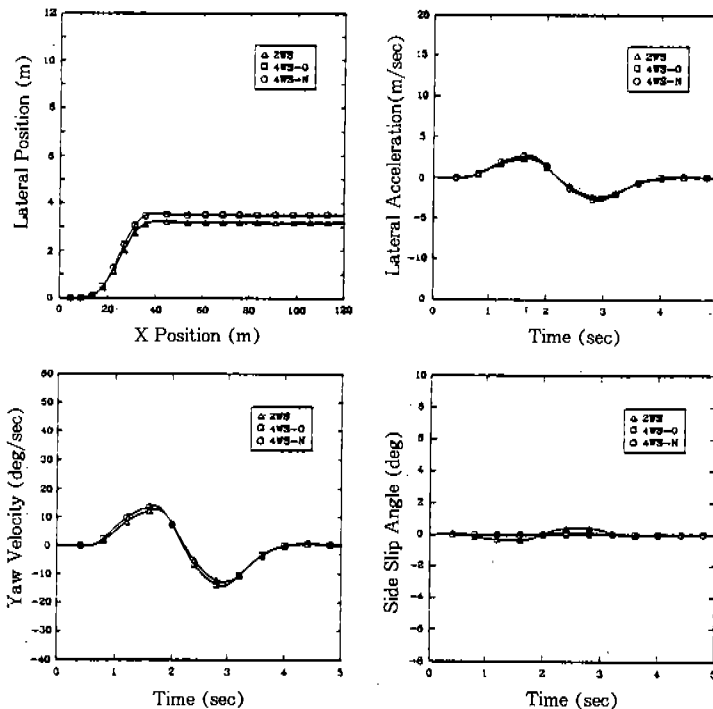 12
10
8
6
4
2
0
Lateral Position (m)
2WS
4WS-O
4WS-N
0 20 40 60 80 100 120
X Position (m)
20
15
10
5
0
-5
-10
0
Lateral Acceleration(m/sec)
2WS
4WS-O
4WS-N
0 1 2 3 4 5
Time (sec)
60
50
40
30
20
10
0
-10
-20
-30
-40
Yaw Velocity (deg/sec)
2WS
4WS-O
4WS-N
0 1 2 3 4 5
Time (sec)
10
8
6
4
2
0
-2
-4
-6
-8
Side Slip Angle (deg)
2WS
4WS-O
4WS-N
0 1 2 3 4 5
Time (sec)